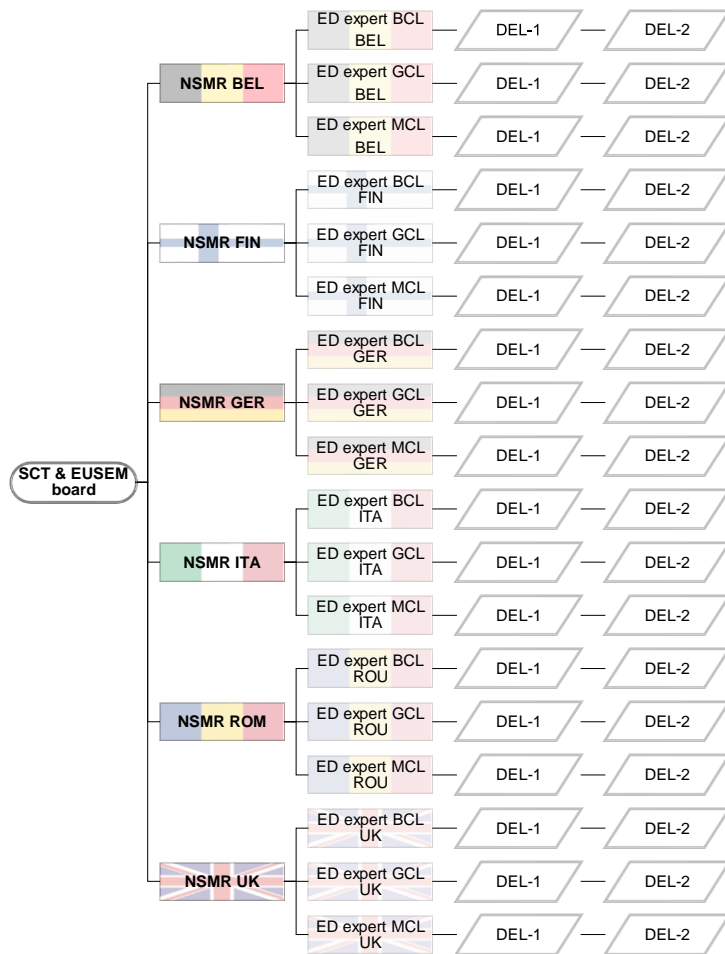 ED expert BCL
BEL
DEL-1
DEL-2
NSMR BEL
ED expert GCL
BEL
DEL-1
DEL-2
ED expert MCL
BEL
DEL-1
DEL-2
ED expert BCL
FIN
DEL-1
DEL-2
NSMR FIN
ED expert GCL
FIN
DEL-1
DEL-2
ED expert MCL
FIN
DEL-1
DEL-2
ED expert BCL
GER
DEL-1
DEL-2
NSMR GER
ED expert GCL
GER
DEL-1
DEL-2
ED expert MCL
GER
DEL-1
DEL-2
SCT & EUSEM
board
ED expert BCL
ITA
DEL-1
DEL-2
NSMR ITA
ED expert GCL
ITA
DEL-1
DEL-2
ED expert MCL
ITA
DEL-1
DEL-2
ED expert BCL
ROU
DEL-1
DEL-2
NSMR ROM
ED expert GCL
ROU
DEL-1
DEL-2
ED expert MCL
ROU
DEL-1
DEL-2
ED expert BCL
UK
DEL-1
DEL-2
NSMR UK
ED expert GCL
UK
DEL-1
DEL-2
ED expert MCL
UK
DEL-1
DEL-2